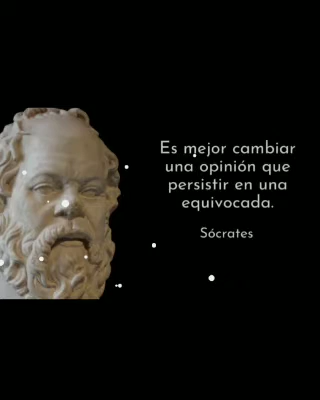 Es mejor cambiar
una opinión que
persistir en una
equivocada.
Sócrates